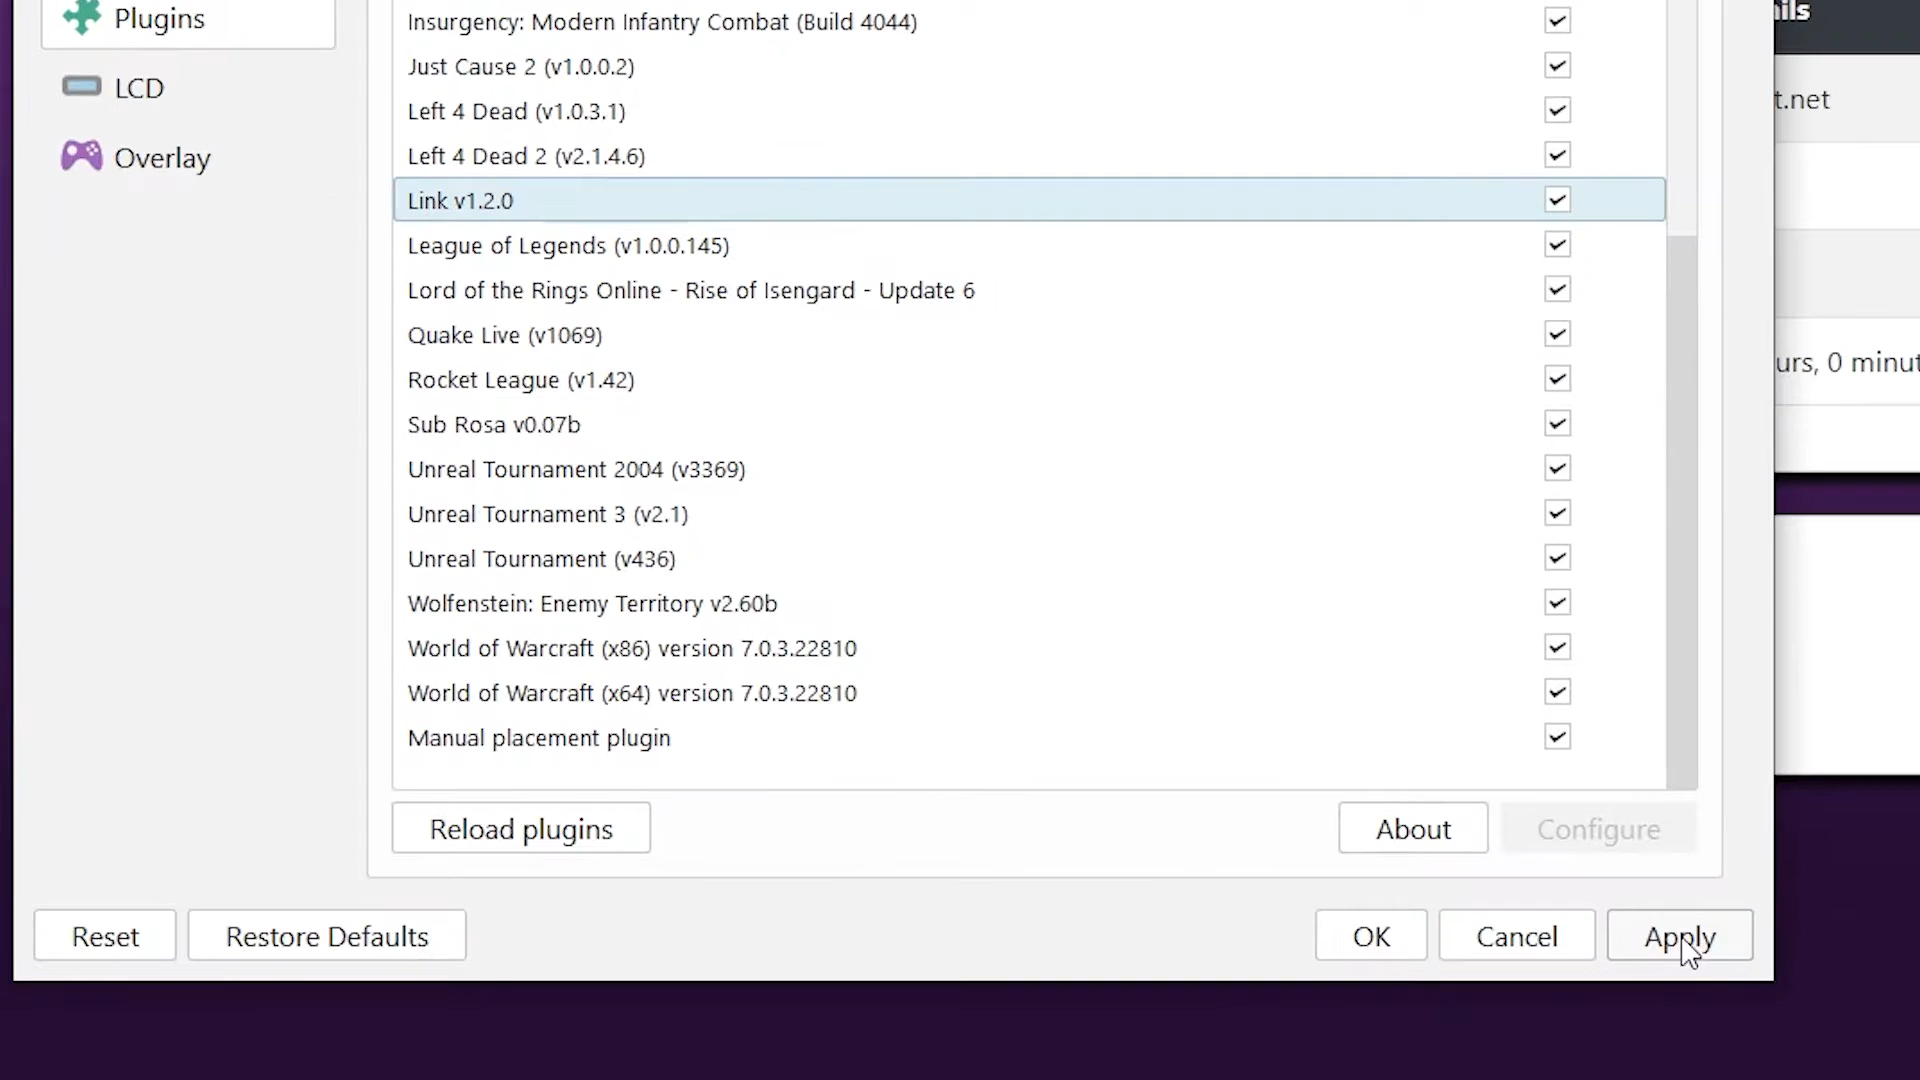 Plugins
LCD
Overlay
Insurgency: Modern Infantry Combat (Build 4044)
Just Cause 2 (v1.0.0.2)
Left 4 Dead (v1.0.3.1)
Left 4 Dead 2 (v2.1.4.6)
Link v1.2.0
League of Legends (v1.0.0.145)
Lord of the Rings Online - Rise of Isengard - Update 6
Quake Live (v1069)
Rocket League (v1.42)
Sub Rosa v0.07b
Unreal Tournament 2004 (v3369)
Unreal Tournament 3 (v2.1)
Unreal Tournament (v436)
Wolfenstein: Enemy Territory v2.60b
World of Warcraft (x86) version 7.0.3.22810
World of Warcraft (x64) version 7.0.3.22810
Manual placement plugin
Reload plugins
About
Configure
Reset
Restore Defaults
OK
Cancel
Apply
ils
t.net
urs, 0 minut